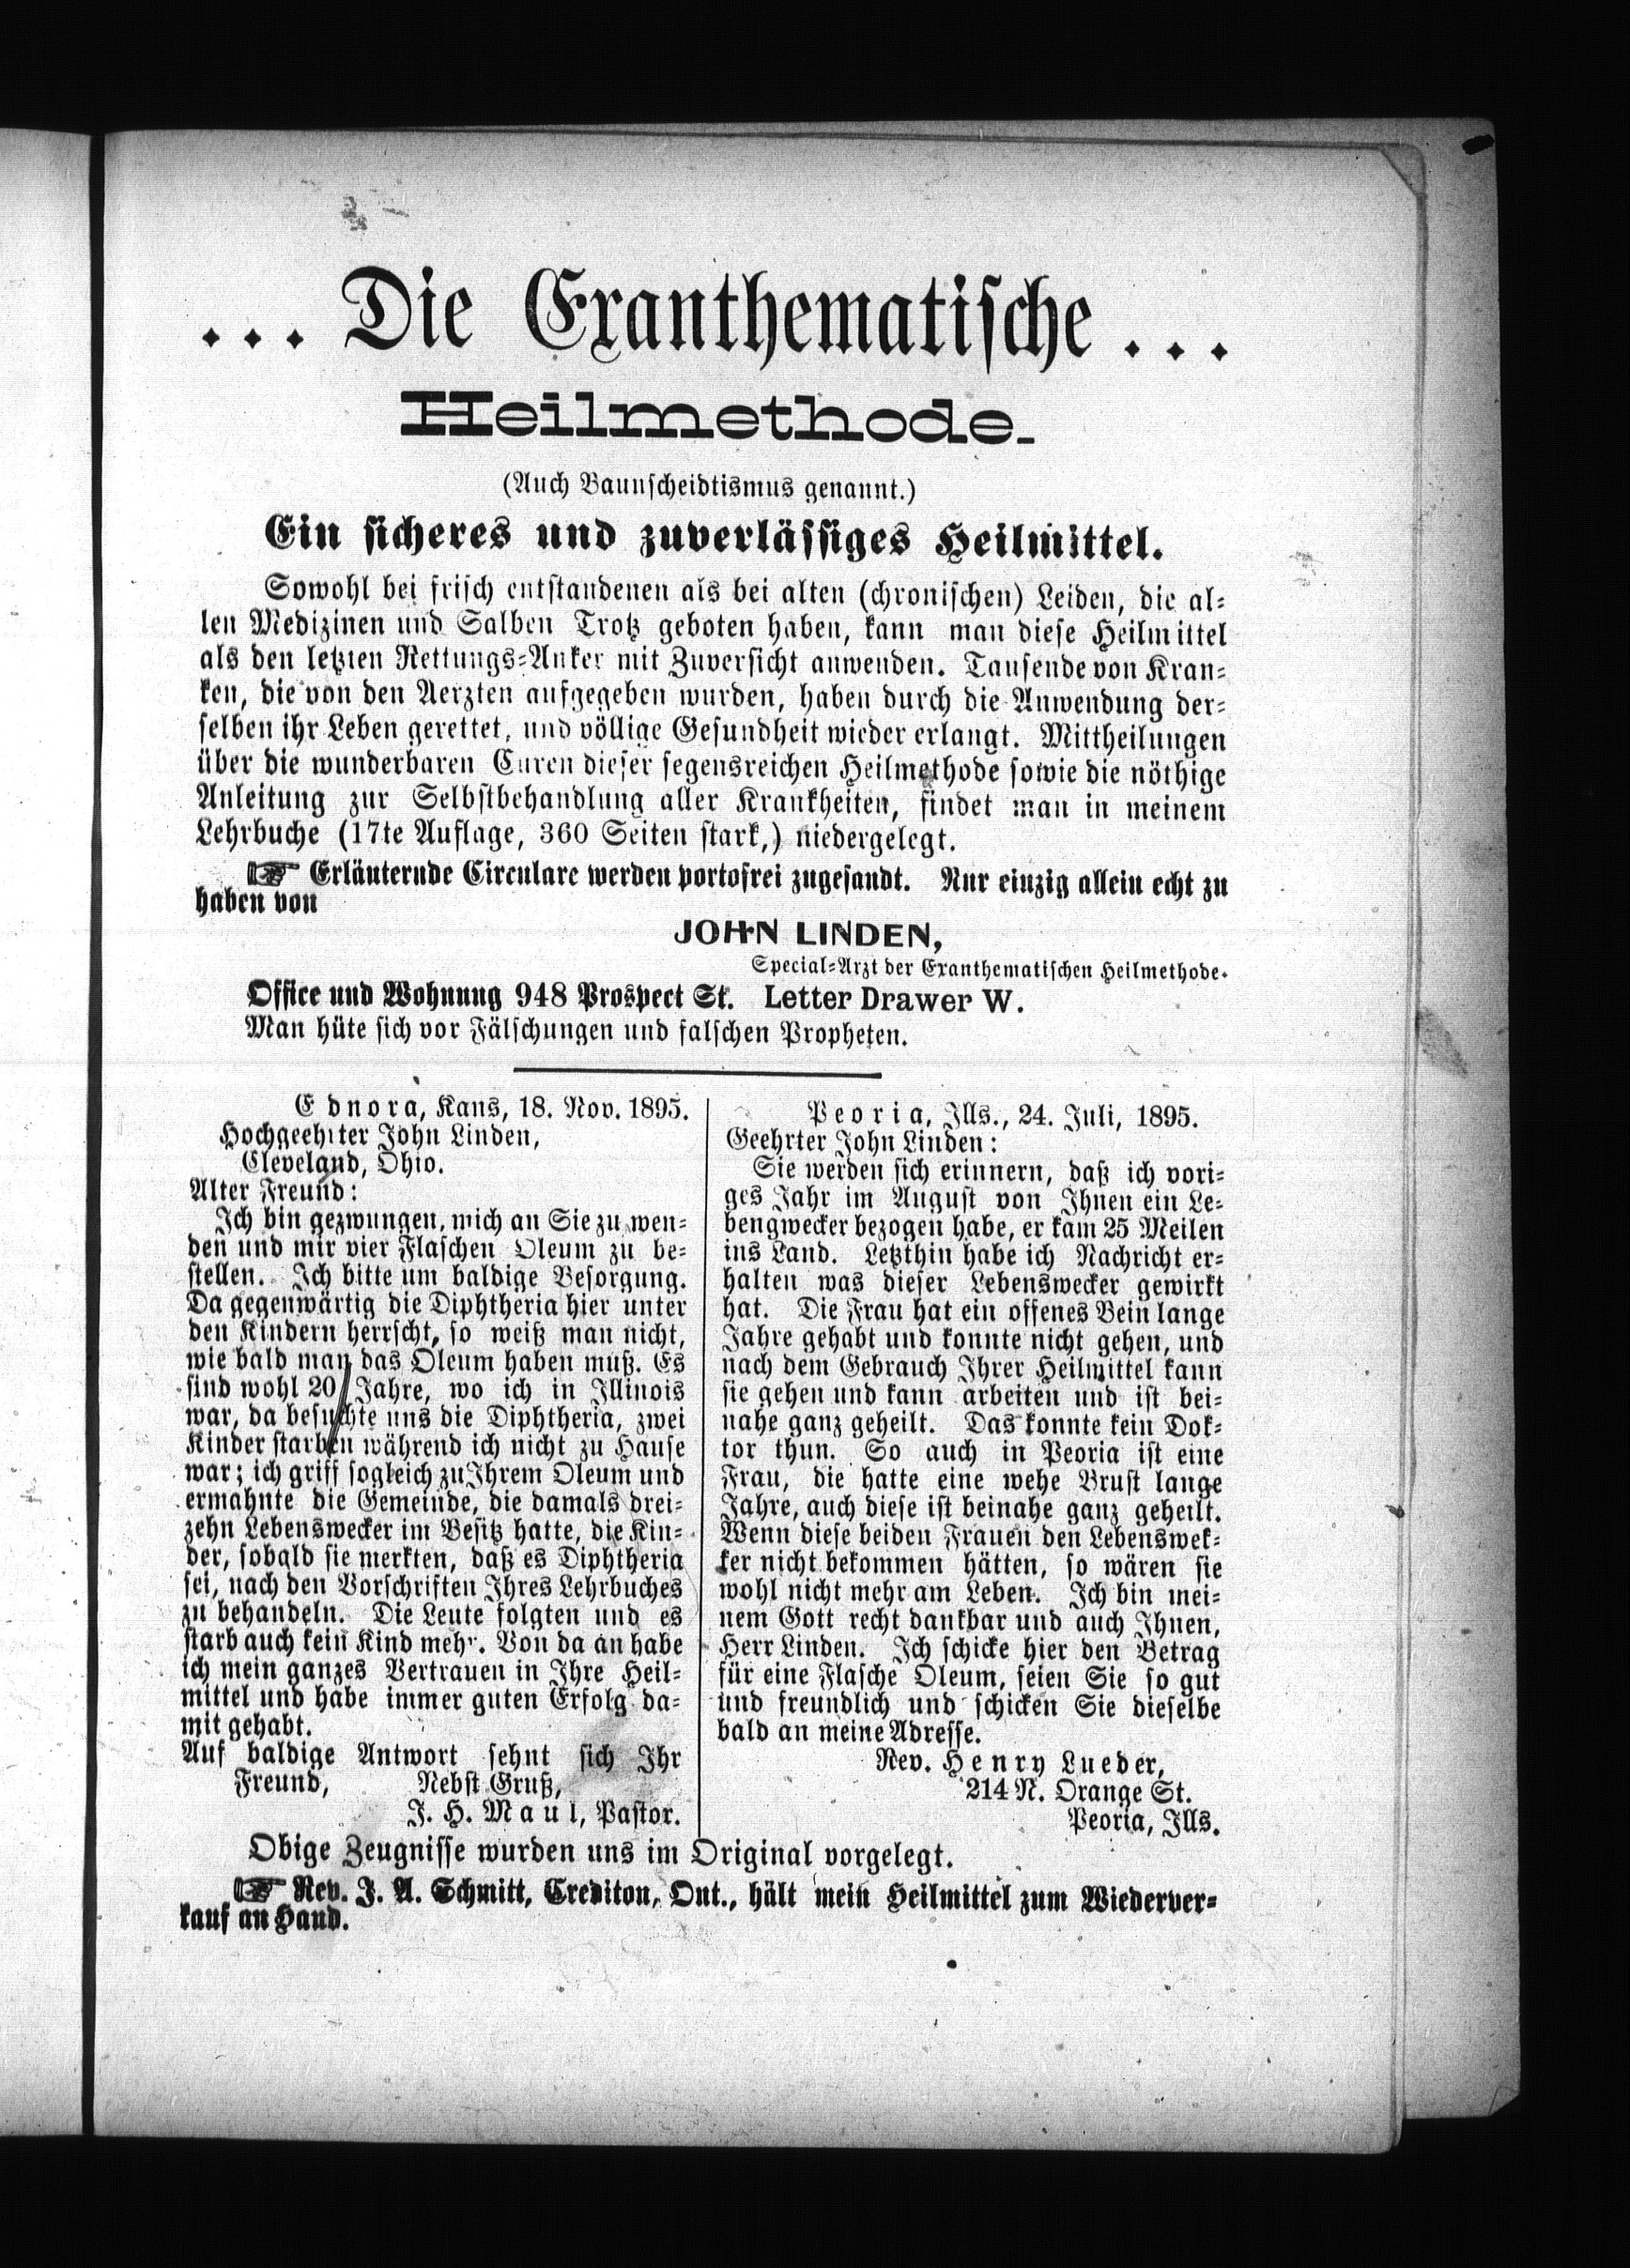 ... Die Exanthematische ...
Heilmethode.
(Auch Baunscheidtismus genannt.)
Ein sicheres und zuverlässiges Heilmittel.
Sowohl bei frisch entstandenen als bei alten (chronischen) Leiden, die al-
len Medizinen und Salben Trotz geboten haben, kann man diese Heilmittel
als den letzten Rettungs-Anker mit Zuversicht anwenden. Tausende von Kran-
ken, die von den Aerzten aufgegeben wurden, haben durch die Anwendung der-
selben ihr Leben gerettet, und völlige Gesundheit wieder erlangt. Mittheilungen
über die wunderbaren Curen dieser segensreichen Heilmethode sowie die nöthige
Anleitung zur Selbstbehandlung aller Krankheiten, findet man in meinem
Lehrbuche (17te Auflage, 360 Seiten stark,) niedergelegt.
☞ Erläuternde Circulare werden portofrei zugesandt. Nur einzig allein echt zu
haben von
JOHN LINDEN,
Special-Arzt der Exanthematischen Heilmethode.
Office und Wohnung 948 Prospect St. Letter Drawer W.
Man hüte sich vor Fälschungen und falschen Propheten.
Ednora, Kans, 18. Nov. 1895.
Hochgeehrter John Linden,
Cleveland, Ohio.
Alter Freund:
Ich bin gezwungen, mich an Sie zu wen-
den und mir vier Flaschen Oleum zu be-
stellen. Ich bitte um baldige Besorgung.
Da gegenwärtig die Diphtheria hier unter
den Kindern herrscht, so weiß man nicht,
wie bald man das Oleum haben muß. Es
sind wohl 20 Jahre, wo ich in Illinois
war, da besuchte uns die Diphtheria, zwei
Kinder starben während ich nicht zu Hause
war; ich griff sogleich zu Ihrem Oleum und
ermahnte die Gemeinde, die damals drei-
zehn Lebenswecker im Besitz hatte, die Kin-
der, sobald sie merkten, daß es Diphtheria
sei, nach den Vorschriften Ihres Lehrbuches
zu behandeln. Die Leute folgten und es
starb auch kein Kind mehr. Von da an habe
ich mein ganzes Vertrauen in Ihre Heil-
mittel und habe immer guten Erfolg da-
mit gehabt.
Auf baldige Antwort sehnt sich Ihr
Freund, Nebst Gruß,
J. H. Maul, Pastor.
Peoria, Ills., 24. Juli, 1895.
Geehrter John Linden:
Sie werden sich erinnern, daß ich vori-
ges Jahr im August von Ihnen ein Le-
bengwecker bezogen habe, er kam 25 Meilen
ins Land. Letzthin habe ich Nachricht er-
halten was dieser Lebenswecker gewirkt
hat. Die Frau hat ein offenes Bein lange
Jahre gehabt und konnte nicht gehen, und
nach dem Gebrauch Ihrer Heilmittel kann
sie gehen und kann arbeiten und ist bei-
nahe ganz geheilt. Das konnte kein Dok-
tor thun. So auch in Peoria ist eine
Frau, die hatte eine wehe Brust lange
Jahre, auch diese ist beinahe ganz geheilt.
Wenn diese beiden Frauen den Lebenswek-
ker nicht bekommen hätten, so wären sie
wohl nicht mehr am Leben. Ich bin mei-
nem Gott recht dankbar und auch Ihnen,
Herr Linden. Ich schicke hier den Betrag
für eine Flasche Oleum, seien Sie so gut
und freundlich und schicken Sie dieselbe
bald an meine Adresse.
Rev. Henry Lueder,
214 N. Orange St.
Peoria, Ills.
Obige Zeugnisse wurden uns im Original vorgelegt.
☞ Rev. J. A. Schmitt, Crediton, Ont., hält mein Heilmittel zum Wiederver-
kauf an Hand.